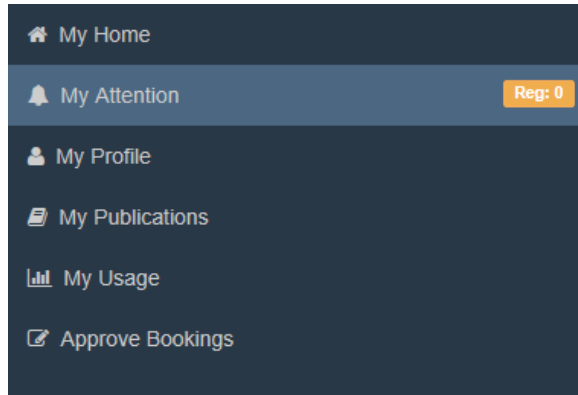 My Home
My Attention Reg: 0
My Profile
My Publications
My Usage
Approve Bookings